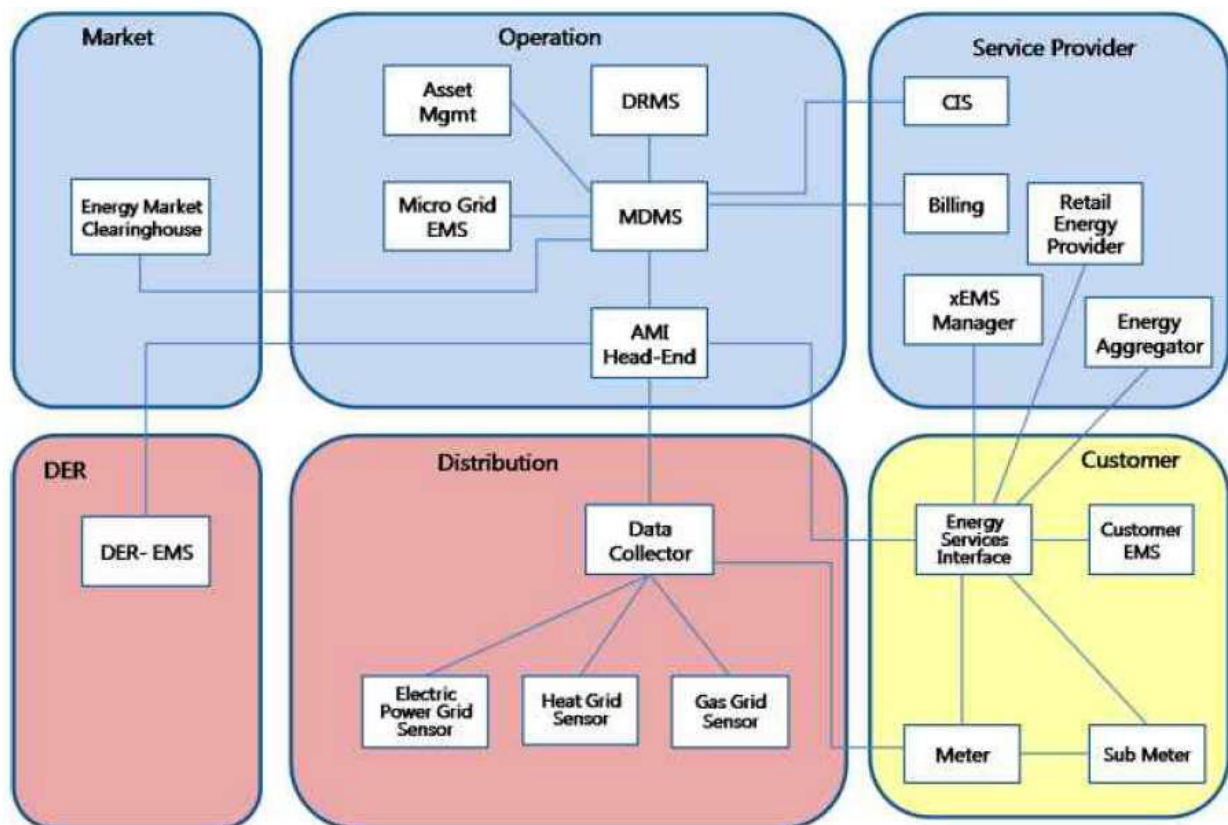 Market
Energy Market
Clearinghouse
Operation
Asset
Mgmt
DRMS
Micro Grid
EMS
MDMS
AMI
Head-End
Service Provider
CIS
Billing
Retail
Energy
Provider
xEMS
Manager
Energy
Aggregator
DER
DER- EMS
Distribution
Data
Collector
Electric
Power Grid
Sensor
Heat Grid
Sensor
Gas Grid
Sensor
Customer
Energy
Services
Interface
Customer
EMS
Meter
Sub Meter